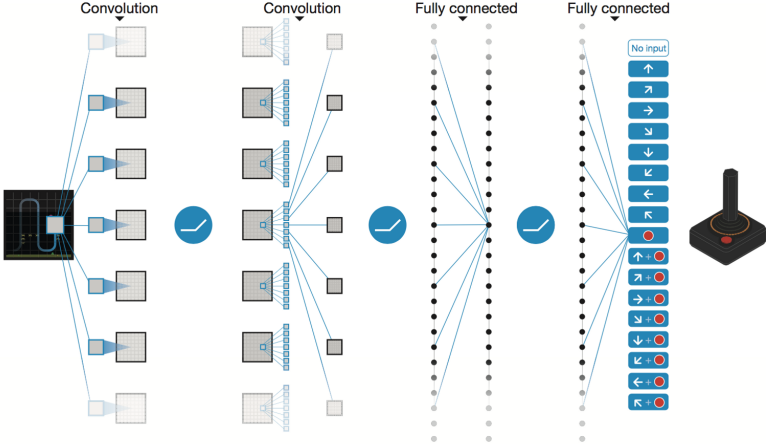 Convolution
Convolution
Fully connected
Fully connected
No input
+
+
+
+
+
+
+
+